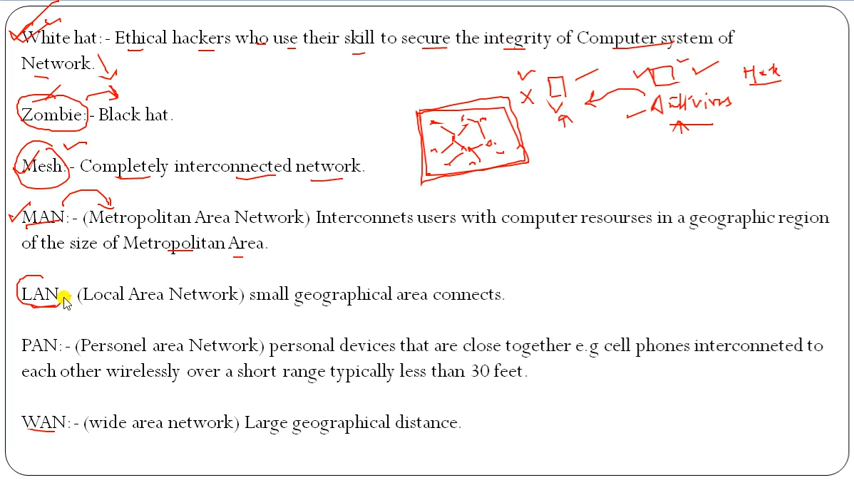 White hat:- Ethical hackers who use their skill to secure the integrity of Computer system of
Network.
Zombie:- Black hat.
Mesh:- Completely interconnected network.
MAN:- (Metropolitan Area Network) Interconnets users with computer resourses in a geographic region
of the size of Metropolitan Area.
LAN:- (Local Area Network) small geographical area connects.
PAN:- (Personel area Network) personal devices that are close together e.g cell phones interconneted to
each other wirelessly over a short range typically less than 30 feet.
WAN:- (wide area network) Large geographical distance.